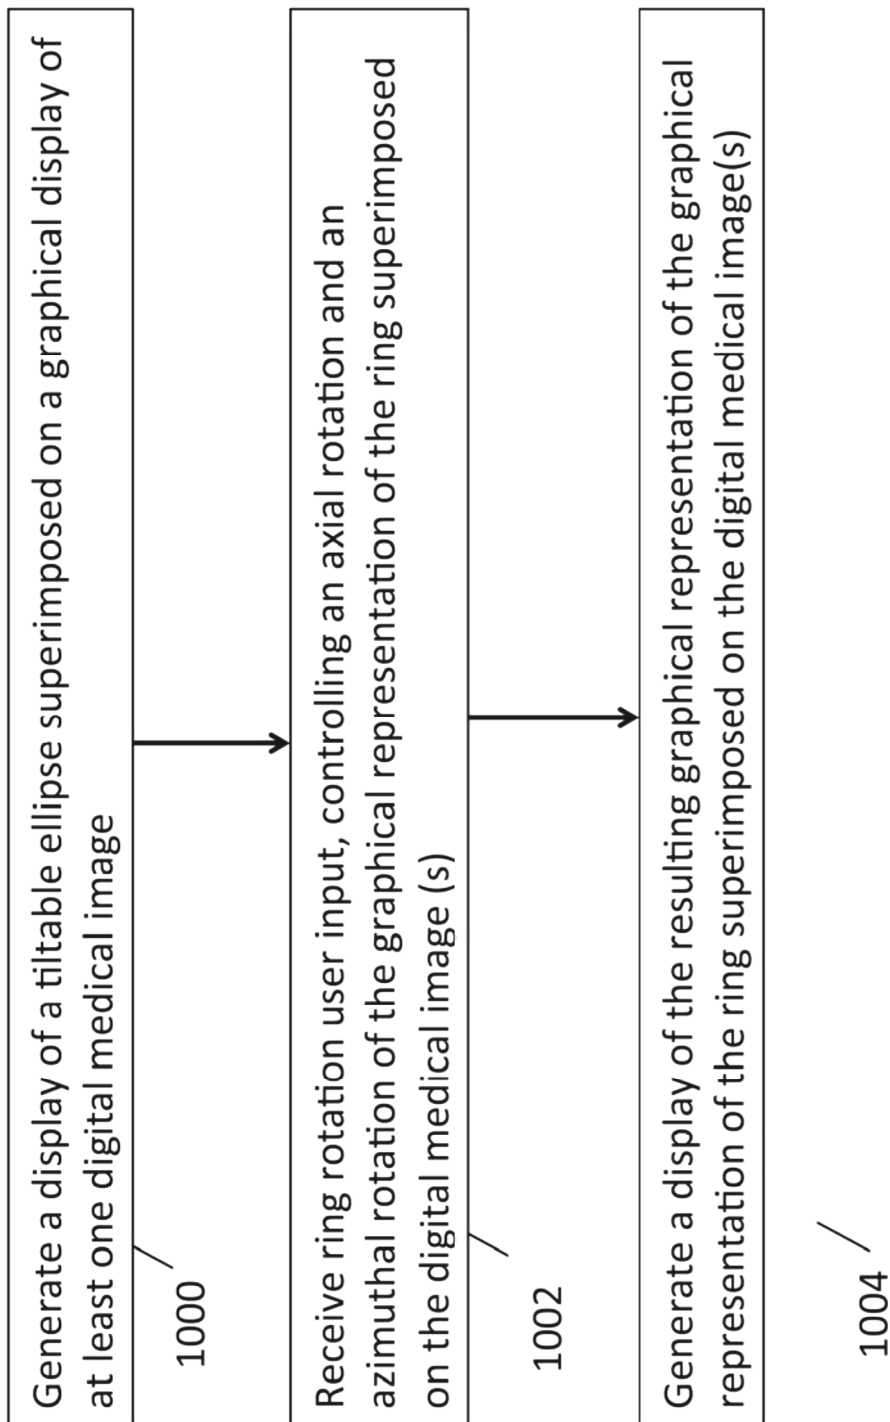 Generate a display of a tiltable ellipse superimposed on a graphical display of
at least one digital medical image
1000
Receive ring rotation user input, controlling an axial rotation and an
azimuthal rotation of the graphical representation of the ring superimposed
on the digital medical image (s)
1002
Generate a display of the resulting graphical representation of the graphical
representation of the ring superimposed on the digital medical image(s)
1004